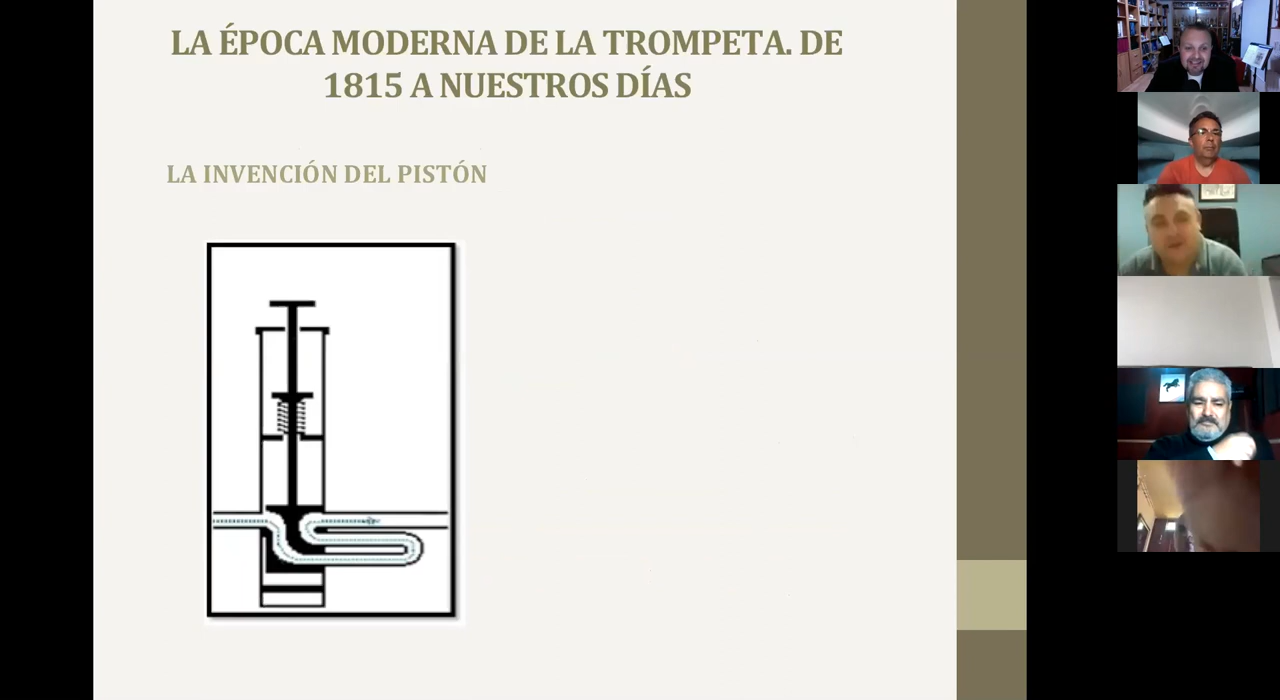 LA ÉPOCA MODERNA DE LA TROMPETA. DE
1815 A NUESTROS DÍAS
LA INVENCIÓN DEL PISTÓN